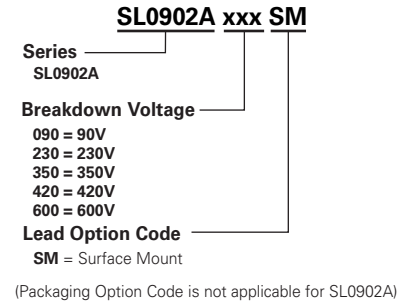 SL0902A xxx SM
Series
SL0902A
Breakdown Voltage
090 = 90V
230 = 230V
350 = 350V
420 = 420V
600 = 600V
Lead Option Code
SM = Surface Mount
(Packaging Option Code is not applicable for SL0902A)